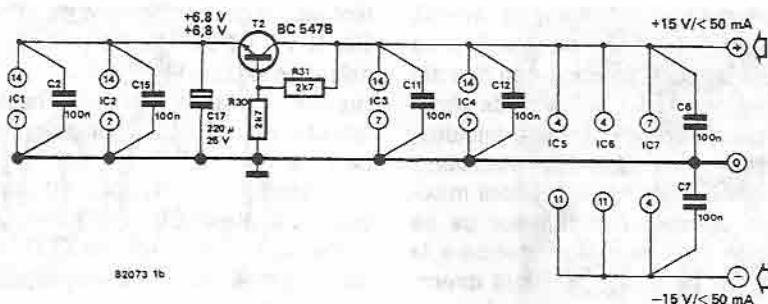 +6,8 V
+6,8 V
T2
BC 547B
+15 V/< 50 mA
+
14
IC1
7
C2
100n
14
IC2
7
C15
100n
C17
220 µ
25 V
R30
2k7
R31
2k7
14
IC3
7
C11
100n
14
IC4
7
C12
100n
4
IC5
4
IC6
7
IC7
C6
100n
0
11
11
4
C7
100n
−
−15 V/< 50 mA
82073 1b